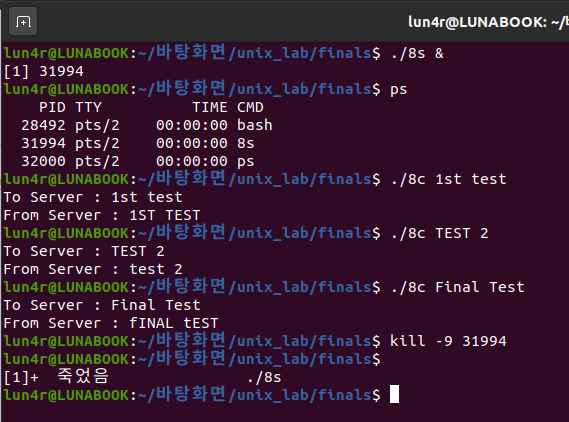 lun4r@LUNABOOK: ~/
lun4r@LUNABOOK:~/바탕화면/unix_lab/finals$ ./8s &
[1] 31994
lun4r@LUNABOOK:~/바탕화면/unix_lab/finals$ ps
    PID TTY          TIME CMD
  28492 pts/2    00:00:00 bash
  31994 pts/2    00:00:00 8s
  32000 pts/2    00:00:00 ps
lun4r@LUNABOOK:~/바탕화면/unix_lab/finals$ ./8c 1st test
To Server : 1st test
From Server : 1ST TEST
lun4r@LUNABOOK:~/바탕화면/unix_lab/finals$ ./8c TEST 2
To Server : TEST 2
From Server : test 2
lun4r@LUNABOOK:~/바탕화면/unix_lab/finals$ ./8c Final Test
To Server : Final Test
From Server : fINAL tEST
lun4r@LUNABOOK:~/바탕화면/unix_lab/finals$ kill -9 31994
lun4r@LUNABOOK:~/바탕화면/unix_lab/finals$
[1]+  죽었음              ./8s
lun4r@LUNABOOK:~/바탕화면/unix_lab/finals$